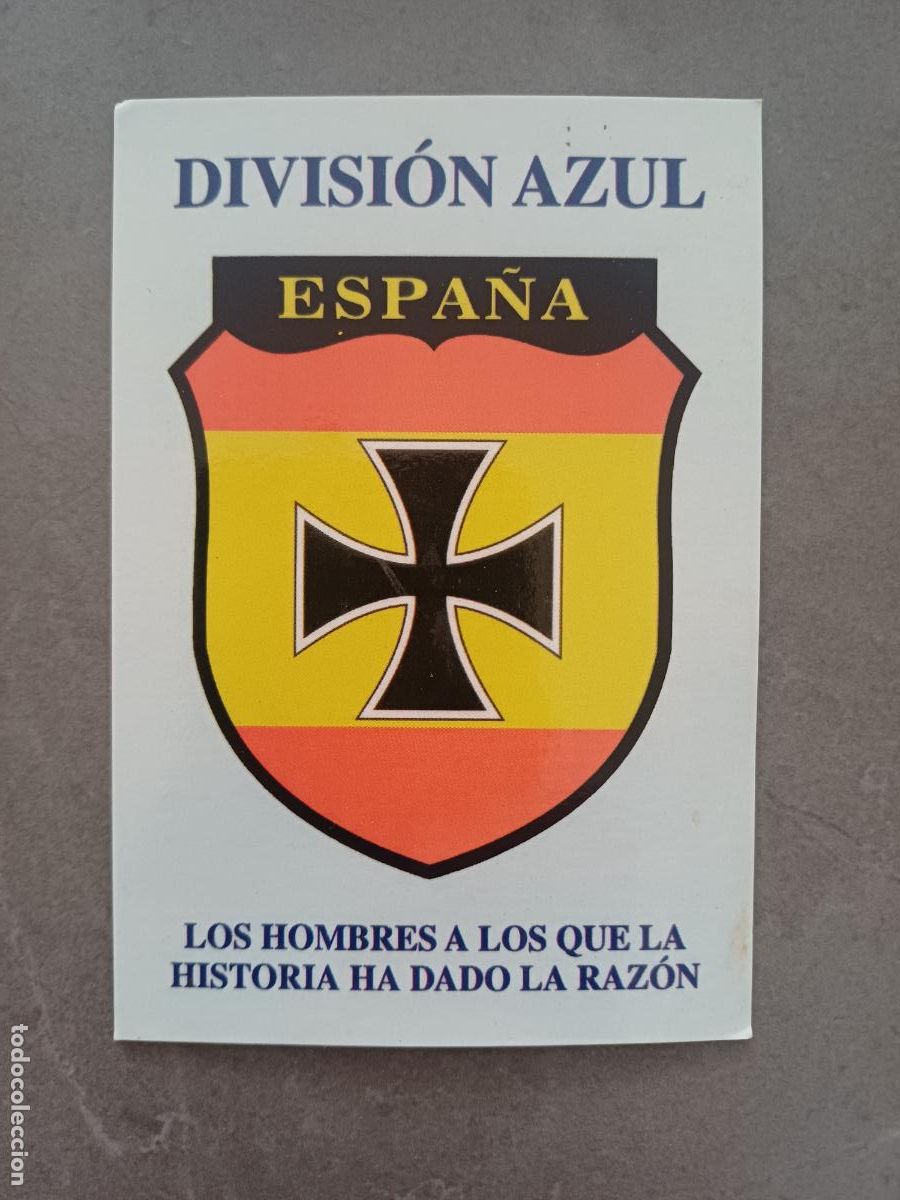 DIVISIÓN AZUL
ESPAÑA
LOS HOMBRES A LOS QUE LA
HISTORIA HA DADO LA RAZÓN
todocoleccion